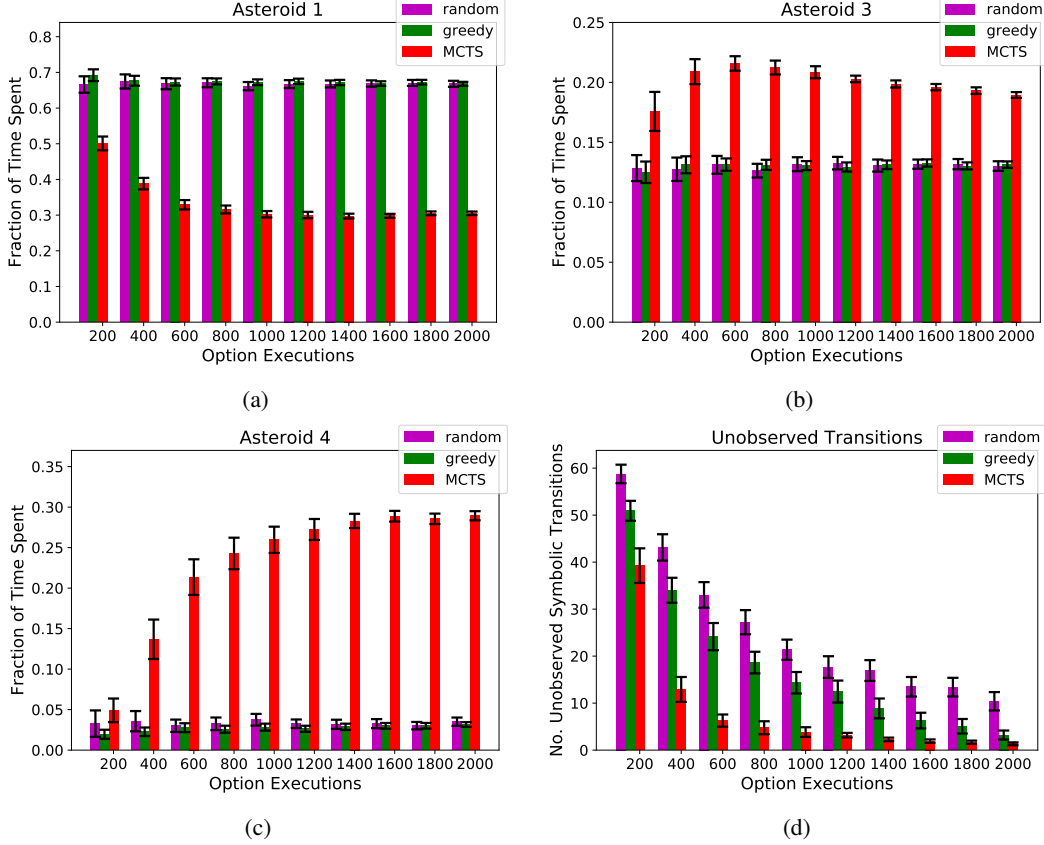 Asteroid 1
random
greedy
MCTS
0.8
0.7
0.6
0.5
0.4
0.3
0.2
0.1
0.0
Fraction of Time Spent
200 400 600 800 1000 1200 1400 1600 1800 2000
Option Executions
(a)
Asteroid 3
random
greedy
MCTS
0.25
0.20
0.15
0.10
0.05
0.00
Fraction of Time Spent
200 400 600 800 1000 1200 1400 1600 1800 2000
Option Executions
(b)
Asteroid 4
random
greedy
MCTS
0.35
0.30
0.25
0.20
0.15
0.10
0.05
0.00
Fraction of Time Spent
200 400 600 800 1000 1200 1400 1600 1800 2000
Option Executions
(c)
Unobserved Transitions
random
greedy
MCTS
60
50
40
30
20
10
0
No. Unobserved Symbolic Transitions
200 400 600 800 1000 1200 1400 1600 1800 2000
Option Executions
(d)